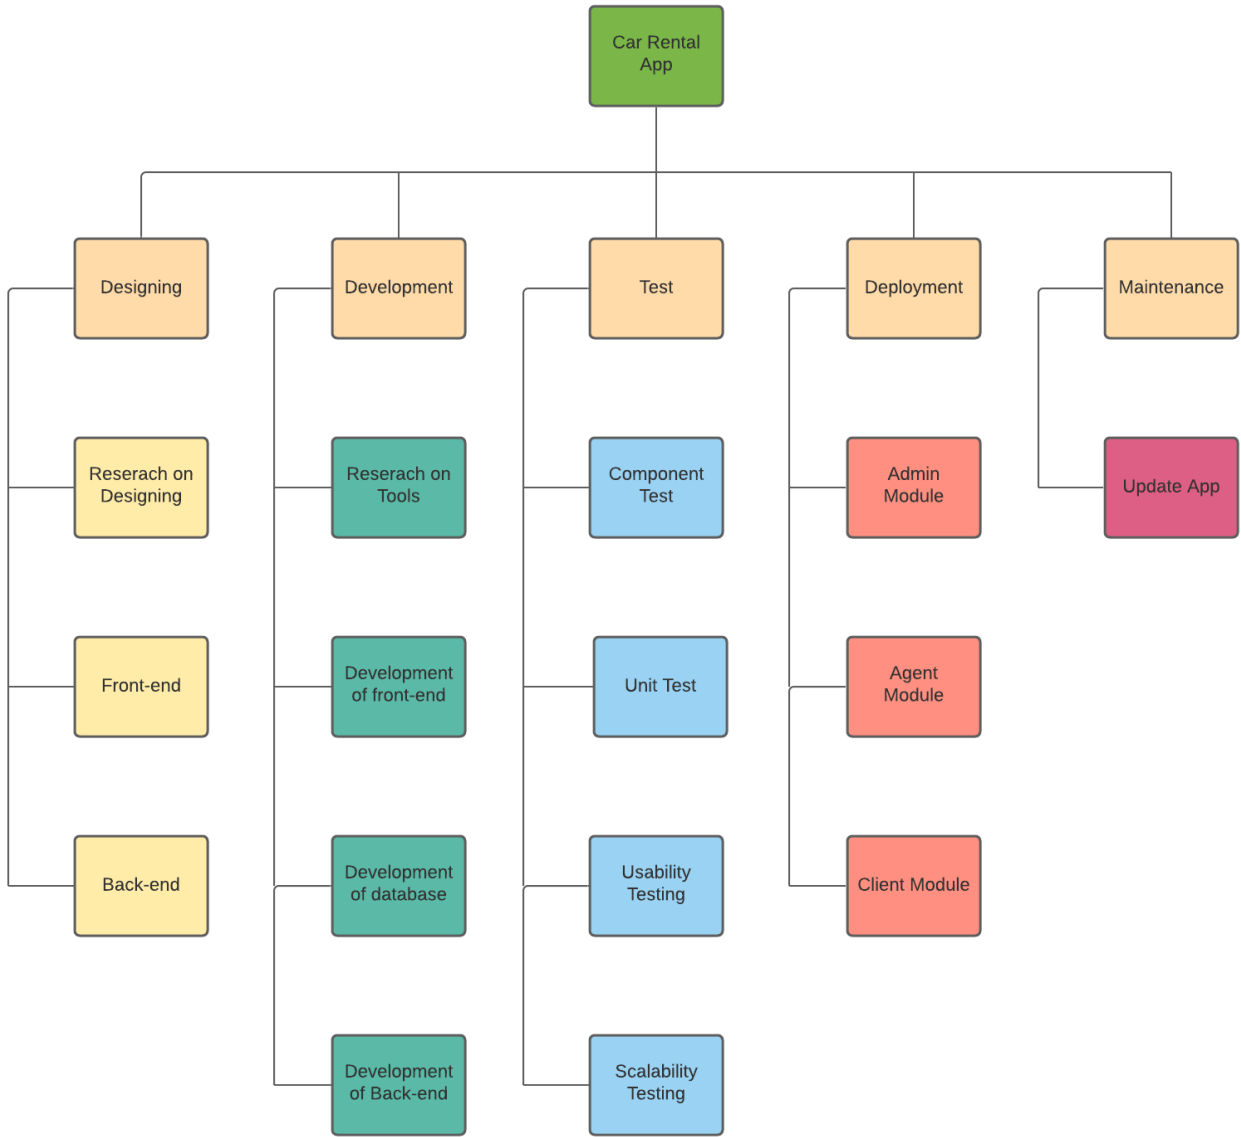 Car Rental
App
Designing
Development
Test
Deployment
Maintenance
Reserach on
Designing
Reserach on
Tools
Component
Test
Admin
Module
Update App
Front-end
Development
of front-end
Unit Test
Agent
Module
Back-end
Development
of database
Usability
Testing
Client Module
Development
of Back-end
Scalability
Testing